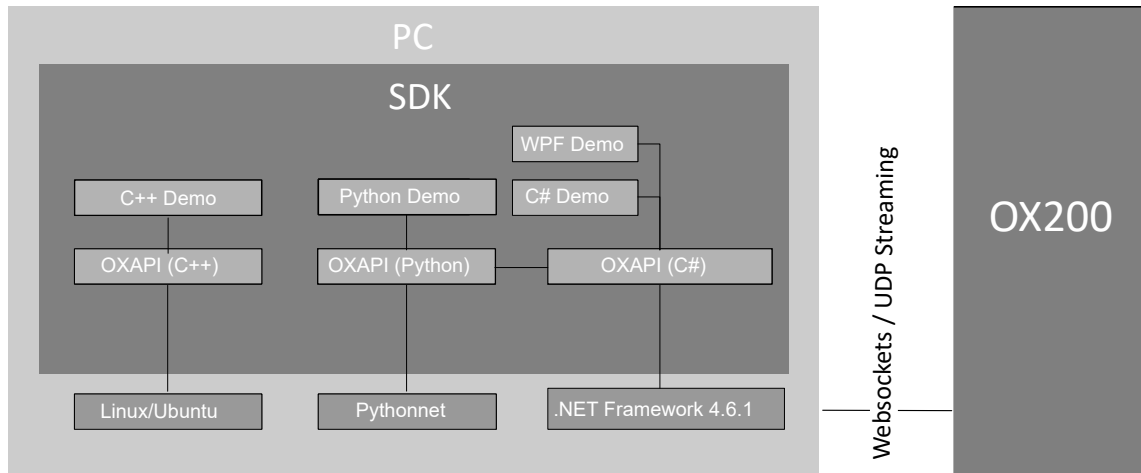 PC
SDK
WPF Demo
C++ Demo
Python Demo
C# Demo
OXAPI (C++)
OXAPI (Python)
OXAPI (C#)
Linux/Ubuntu
Pythonnet
.NET Framework 4.6.1
Websockets / UDP Streaming
OX200